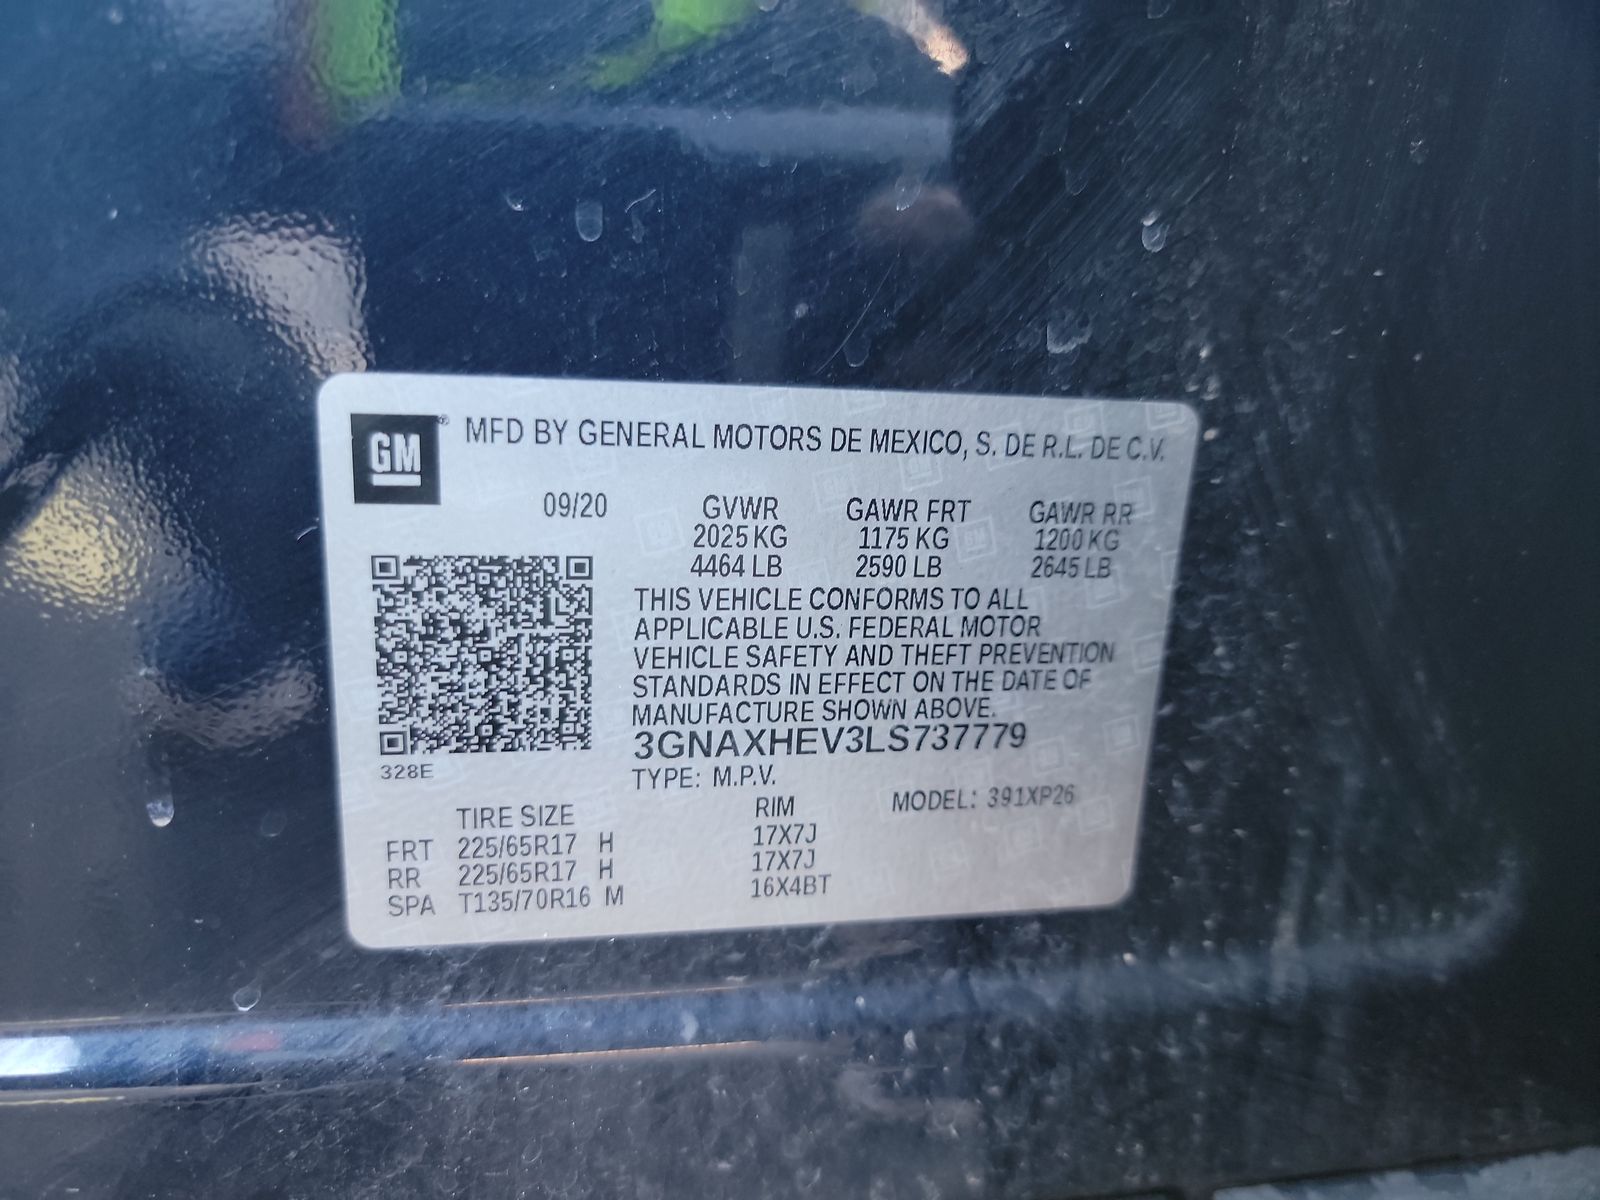 GM® MFD BY GENERAL MOTORS DE MEXICO, S. DE R.L. DE C.V.
09/20 GVWR GAWR FRT GAWR RR
2025 KG 1175 KG 1200 KG
4464 LB 2590 LB 2645 LB
THIS VEHICLE CONFORMS TO ALL
APPLICABLE U.S. FEDERAL MOTOR
VEHICLE SAFETY AND THEFT PREVENTION
STANDARDS IN EFFECT ON THE DATE OF
MANUFACTURE SHOWN ABOVE.
3GNAXHEV3LS737779
328E
TYPE: M.P.V.
TIRE SIZE RIM MODEL: 391XP26
FRT 225/65R17 H 17X7J
RR 225/65R17 H 17X7J
SPA T135/70R16 M 16X4BT